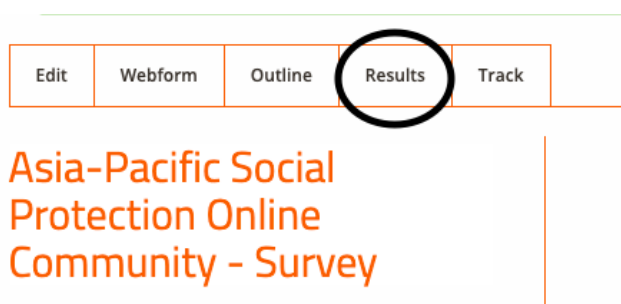 Edit Webform Outline Results Track
Asia-Pacific Social
Protection Online
Community - Survey